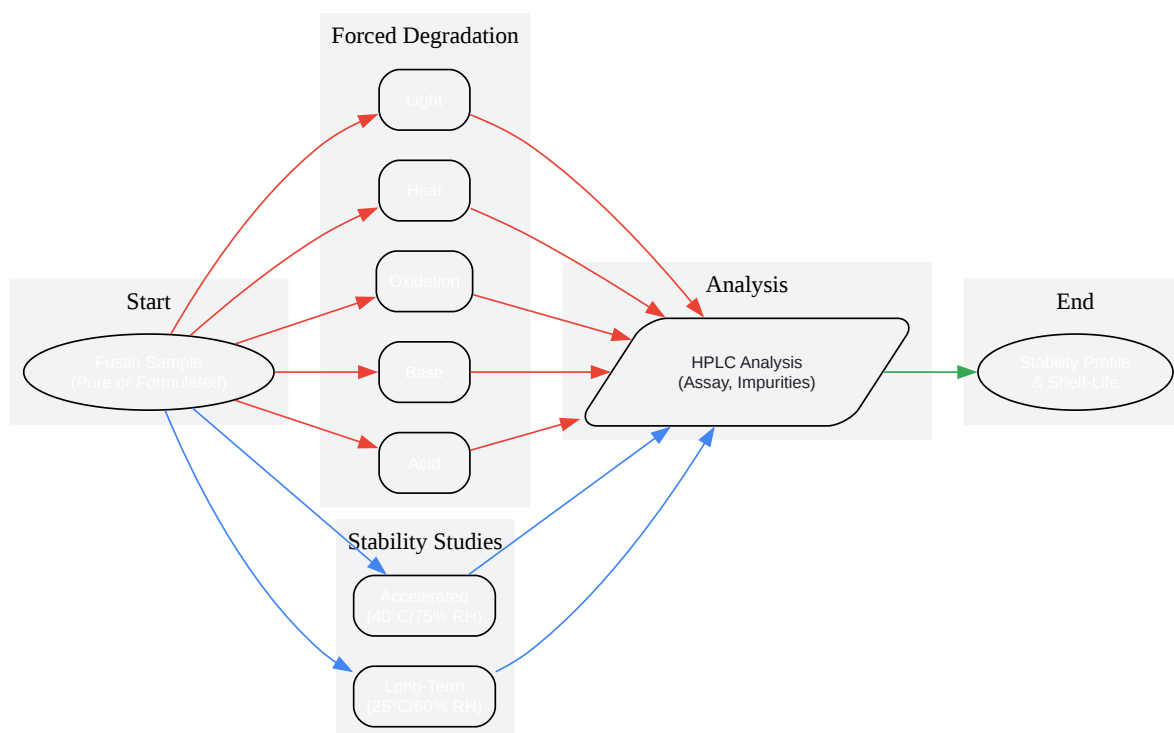 Forced Degradation
Light
Heat
Oxidation
Base
Acid
Start
Fustin Sample
(Pure or Formulated)
Analysis
HPLC Analysis
(Assay, Impurities)
End
Stability Profile
& Shelf-Life
Stability Studies
Accelerated
(40°C/75% RH)
Long-Term
(25°C/60% RH)